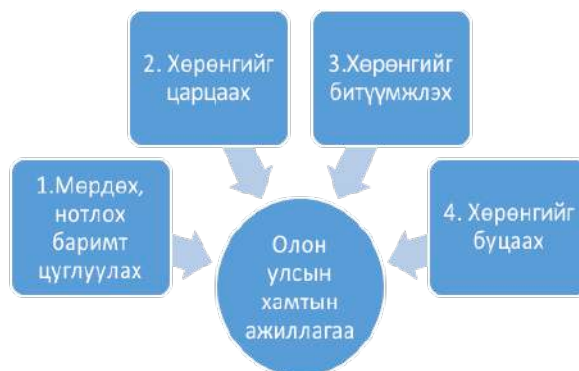 1.Мөрдөх,
нотлох
баримт
цуглуулах
2. Хөрөнгийг
царцаах
3.Хөрөнгийг
битүүмжлэх
4. Хөрөнгийг
буцаах
Олон
улсын
хамтын
ажиллагаа